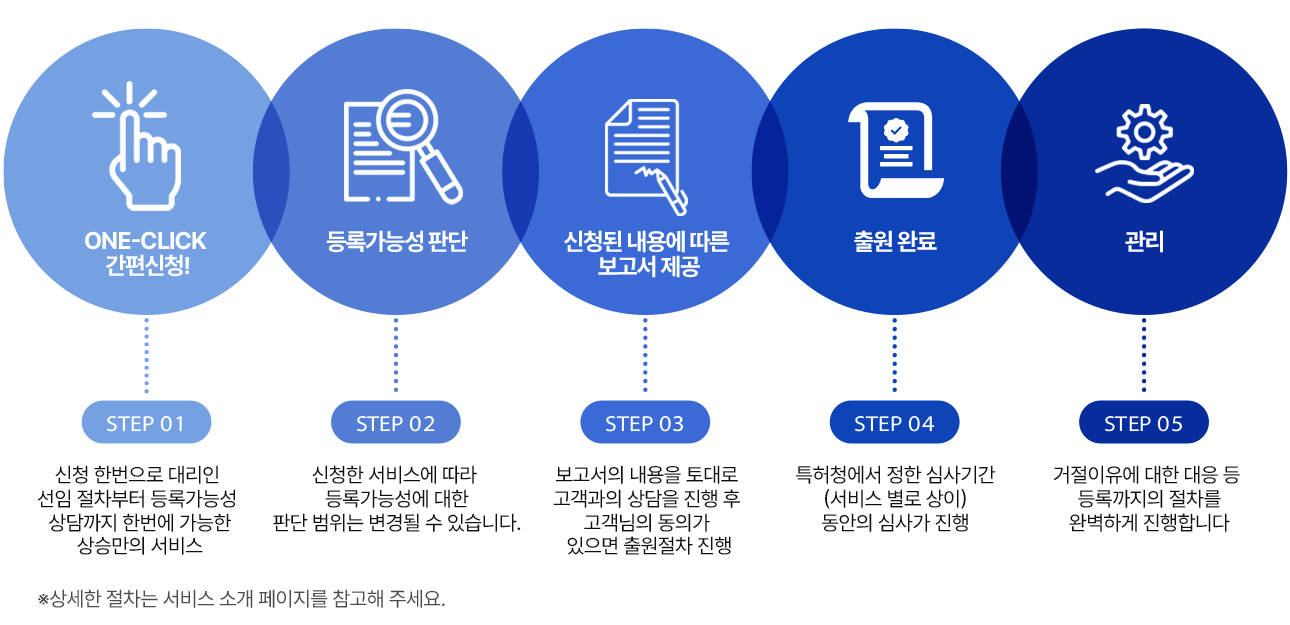 ONE-CLICK
간편신청!
등록가능성 판단
신청된 내용에 따른
보고서 제공
출원 완료
관리
STEP 01
STEP 02
STEP 03
STEP 04
STEP 05
신청 한번으로 대리인
선임 절차부터 등록가능성
상담까지 한번에 가능한
상승만의 서비스
신청한 서비스에 따라
등록가능성에 대한
판단 범위는 변경될 수 있습니다.
보고서의 내용을 토대로
고객과의 상담을 진행 후
고객님의 동의가
있으면 출원절차 진행
특허청에서 정한 심사기간
(서비스 별로 상이)
동안의 심사가 진행
거절이유에 대한 대응 등
등록까지의 절차를
완벽하게 진행합니다
※상세한 절차는 서비스 소개 페이지를 참고해 주세요.